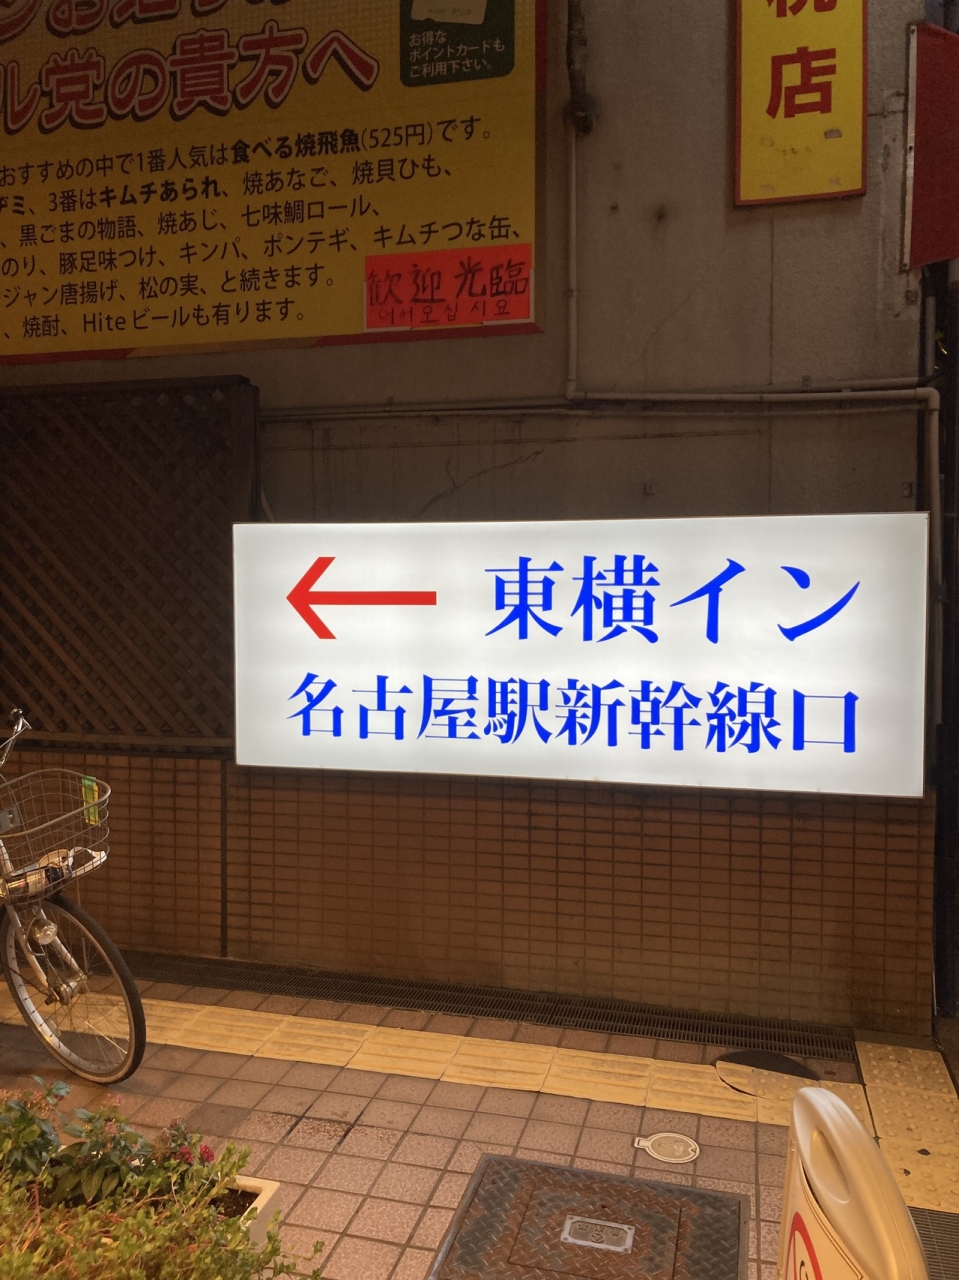 ル党の貴方へ
お得な
ポイントカードも
ご利用下さい。
おすすめの中で1番人気は食べる焼飛魚(525円)です。
3番はキムチあられ、焼あなご、焼貝ひも、
、黒ごまの物語、焼あじ、七味鯛ロール、
のり、豚足味つけ、キンパ、ポンテギ、キムチつな缶、
ジャン唐揚げ、松の実、と続きます。
、焼酎、Hiteビールも有ります。
歓迎光臨
어서오십시요
店
東横イン
名古屋駅新幹線口